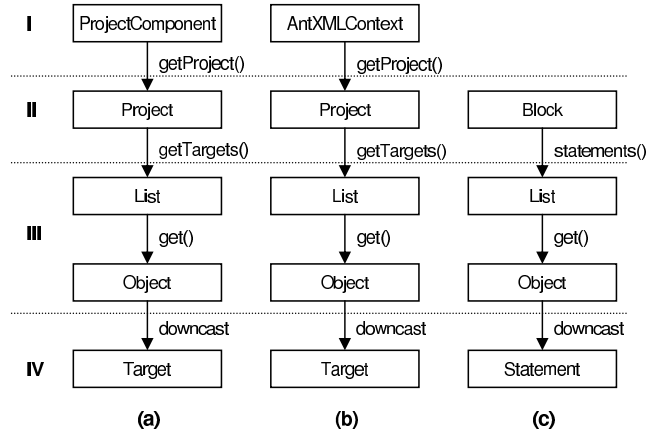 I ProjectComponent AntXMLContext
getProject() getProject()
II Project Project Block
getTargets() getTargets() statements()
List List List
III get() get() get()
Object Object Object
downcast downcast downcast
IV Target Target Statement
(a) (b) (c)